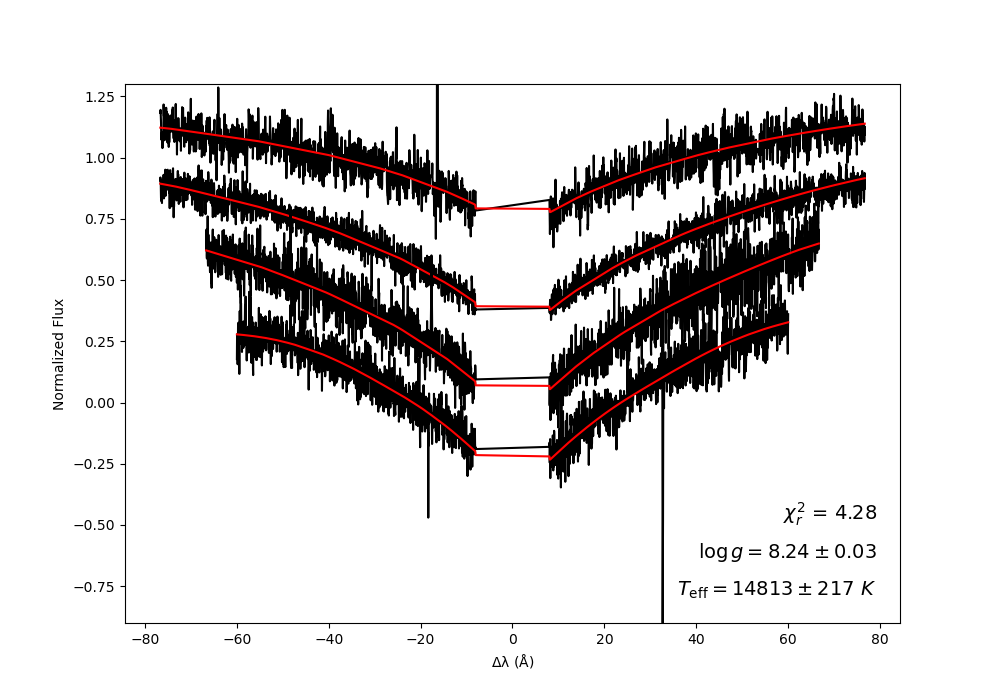 1.25
1.00
0.75
0.50
0.25
0.00
−0.25
−0.50
−0.75
Normalized Flux
χ²ᵣ = 4.28
log g = 8.24 ± 0.03
T_eff = 14813 ± 217 K
−80 −60 −40 −20 0 20 40 60 80
Δλ (Å)